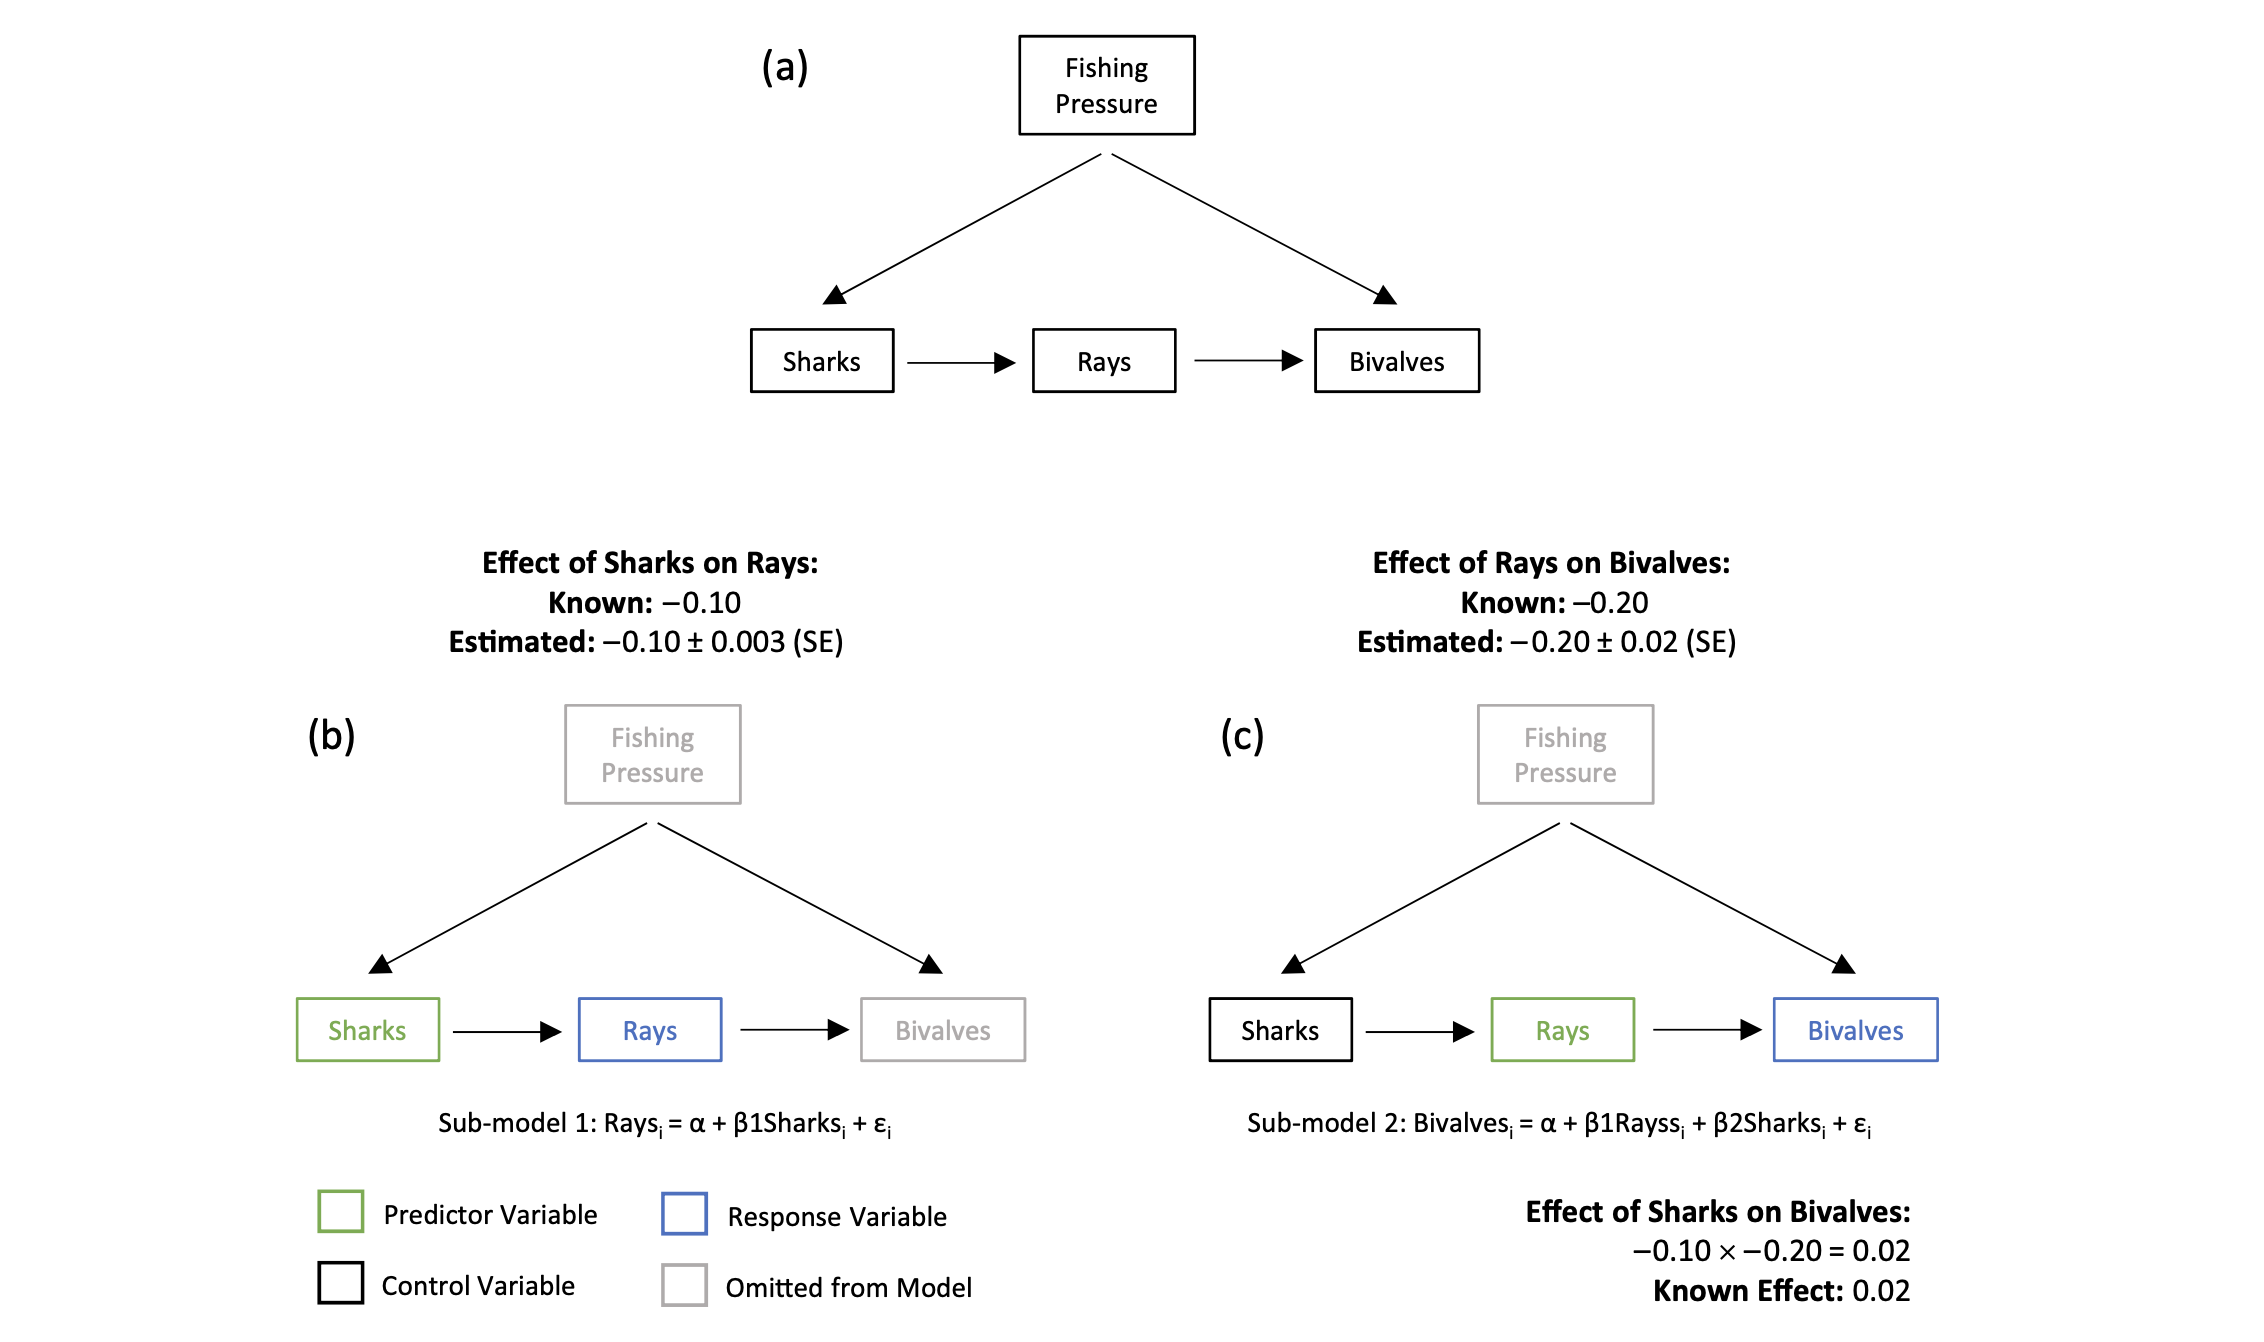 (a)
Fishing
Pressure
Sharks
Rays
Bivalves
Effect of Sharks on Rays:
Known: −0.10
Estimated: −0.10 ± 0.003 (SE)
Effect of Rays on Bivalves:
Known: −0.20
Estimated: −0.20 ± 0.02 (SE)
(b)
Fishing
Pressure
Sharks
Rays
Bivalves
Sub-model 1: Raysi = α + β1Sharksi + εi
(c)
Fishing
Pressure
Sharks
Rays
Bivalves
Sub-model 2: Bivalvesi = α + β1Rayssi + β2Sharksi + εi
Predictor Variable
Response Variable
Control Variable
Omitted from Model
Effect of Sharks on Bivalves:
−0.10 × −0.20 = 0.02
Known Effect: 0.02